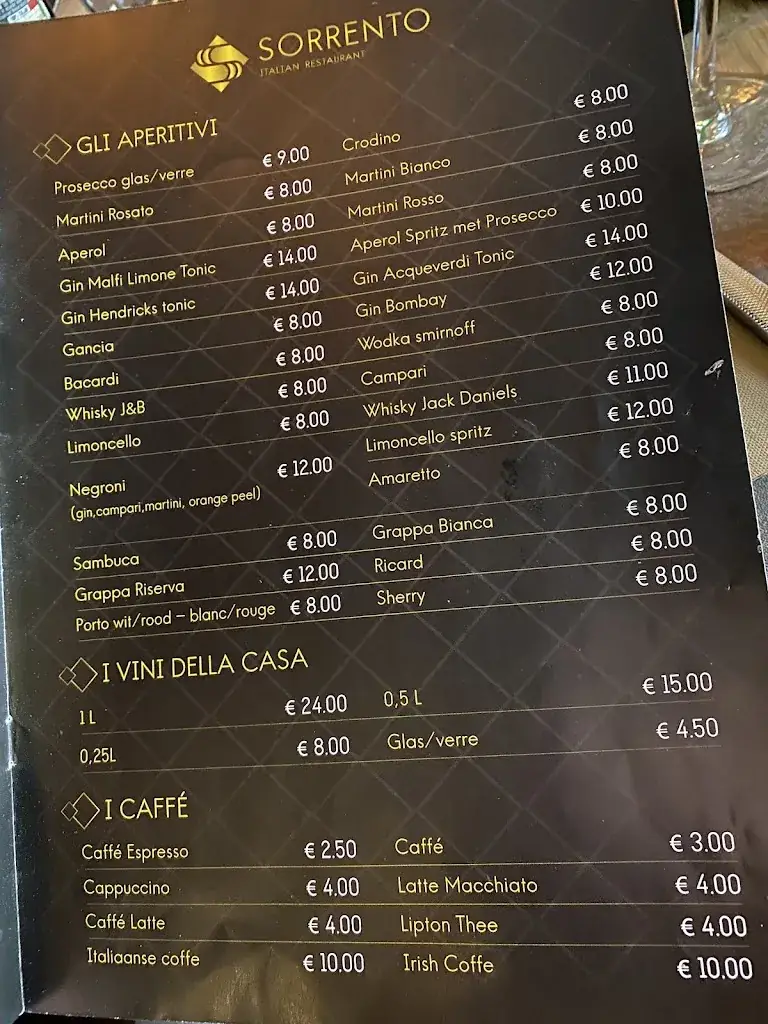 SORRENTO
ITALIAN RESTAURANT
GLI APERITIVI
Prosecco glas/verre € 9.00 Crodino € 8.00
Martini Rosato € 8.00 Martini Bianco € 8.00
Aperol € 8.00 Martini Rosso € 8.00
Gin Malfi Limone Tonic € 14.00 Aperol Spritz met Prosecco € 10.00
Gin Hendricks tonic € 14.00 Gin Acqueverdi Tonic € 14.00
Gancia € 8.00 Gin Bombay € 12.00
Bacardi € 8.00 Wodka smirnoff € 8.00
Whisky J&B € 8.00 Campari € 8.00
Limoncello € 8.00 Whisky Jack Daniels € 11.00
Negroni € 12.00 Limoncello spritz € 12.00
(gin,campari,martini, orange peel) Amaretto € 8.00
Sambuca € 8.00 Grappa Bianca € 8.00
Grappa Riserva € 12.00 Ricard € 8.00
Porto wit/rood – blanc/rouge € 8.00 Sherry € 8.00
I VINI DELLA CASA
1 L € 24.00 0,5 L € 15.00
0,25L € 8.00 Glas/verre € 4.50
I CAFFÉ
Caffé Espresso € 2.50 Caffé € 3.00
Cappuccino € 4.00 Latte Macchiato € 4.00
Caffé Latte € 4.00 Lipton Thee € 4.00
Italiaanse coffe € 10.00 Irish Coffe € 10.00